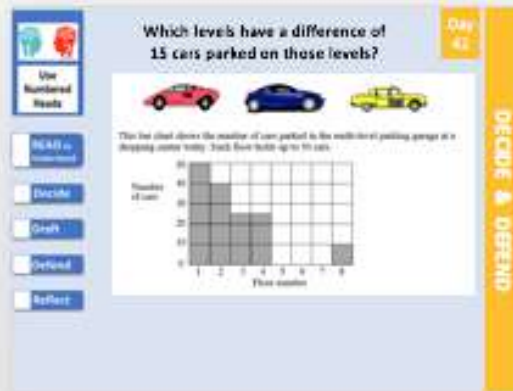 Which levels have a difference of
15 cars parked on those levels?
Day
42
Use
Numbered
Heads
READ to
understand
Decide
Draft
Defend
Reflect
This bar chart shows the number of cars parked in the multi-level parking garage at a
shopping center today. Each floor holds up to 50 cars.
Number
of cars
50
40
30
20
10
0
1 2 3 4 5 6 7 8
Floor number
DECIDE & DEFEND